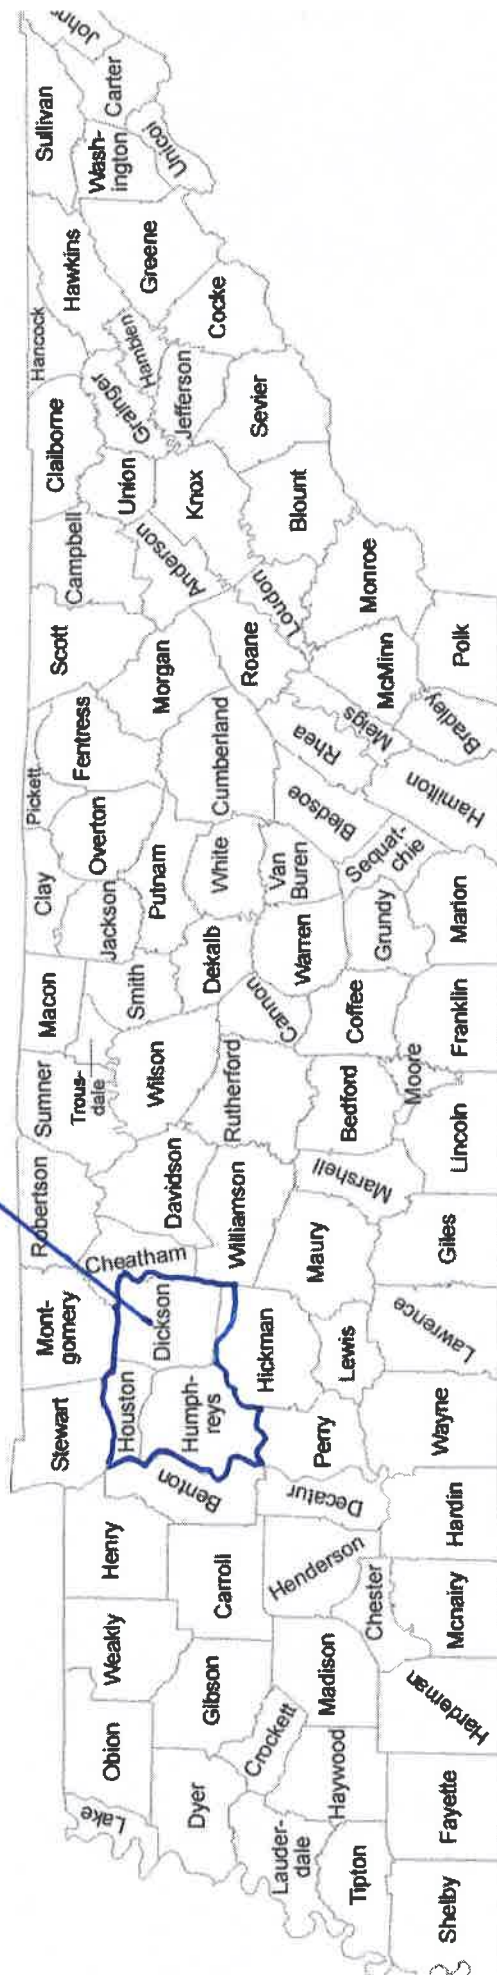 Johns
Carter
Sullivan
Unicoi
Wash-
ington
Greene
Hawkins
Hancock
Cocke
Hamblen
Grainger
Jefferson
Sevier
Claiborne
Union
Knox
Blount
Campbell
Anderson
Loudon
Monroe
Scott
Morgan
Roane
McMinn
Polk
Meigs
Bradley
Rhea
Fentress
Cumberland
Pickett
Hamilton
Bledsoe
Overton
Sequat-
chie
Clay
Putnam
White
Van
Buren
Jackson
Grundy
Marion
Warren
Dekalb
Smith
Macon
Cannon
Coffee
Franklin
Sumner
Trous-
dale
Wilson
Rutherford
Moore
Bedford
Lincoln
Robertson
Davidson
Williamson
Marshell
Maury
Giles
Cheatham
Mont-
gomery
Dickson
Hickman
Lewis
Lawrence
Stewart
Houston
Humph-
reys
Perry
Wayne
Benton
Decatur
Hardin
Henry
Carroll
Henderson
Chester
Mcnairy
Weakly
Gibson
Madison
Hardeman
Obion
Crockett
Haywood
Lake
Dyer
Fayette
Lauder-
dale
Tipton
Shelby